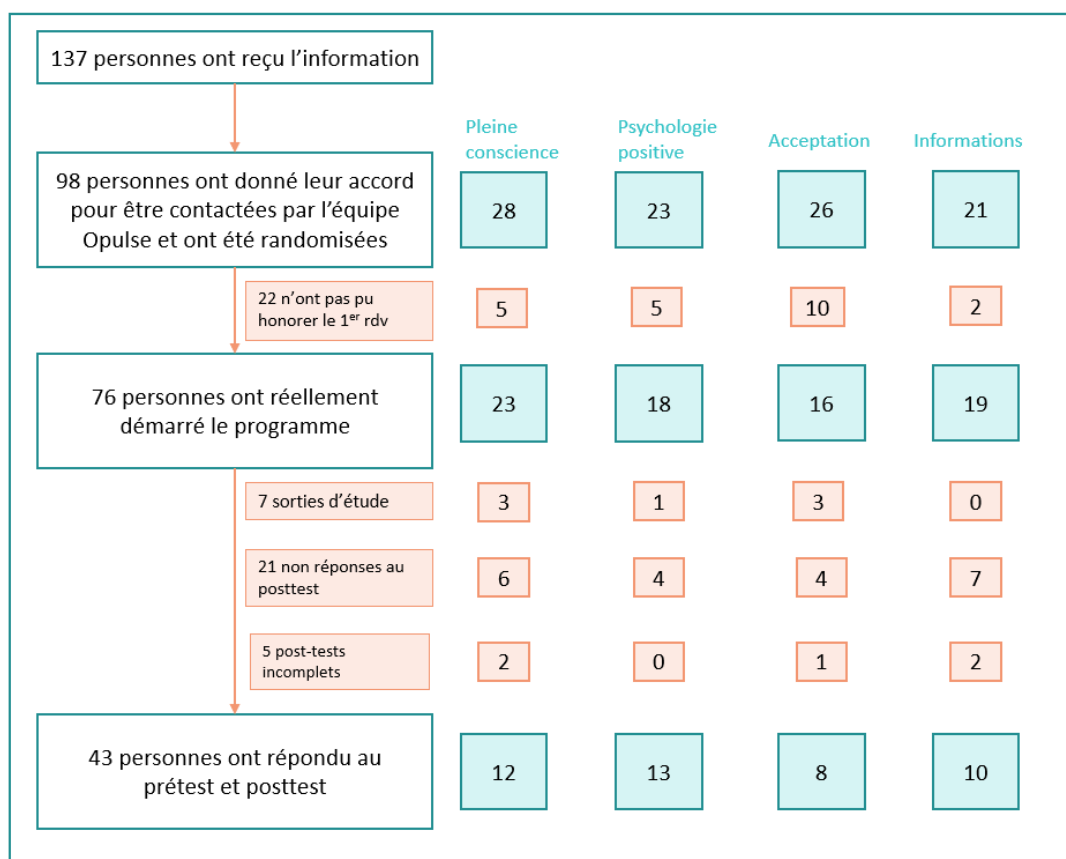 137 personnes ont reçu l’information
Pleine
conscience
Psychologie
positive
Acceptation
Informations
98 personnes ont donné leur accord
pour être contactées par l’équipe
Opulse et ont été randomisées
28
23
26
21
22 n’ont pas pu
honorer le 1er rdv
5
5
10
2
76 personnes ont réellement
démarré le programme
23
18
16
19
7 sorties d’étude
3
1
3
0
21 non réponses au
posttest
6
4
4
7
5 post-tests
incomplets
2
0
1
2
43 personnes ont répondu au
prétest et posttest
12
13
8
10